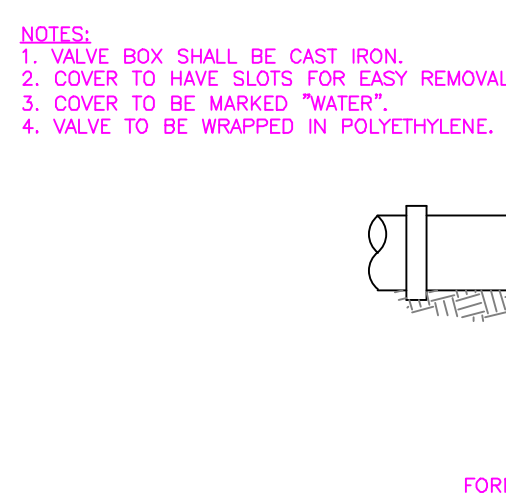 NOTES:
1. VALVE BOX SHALL BE CAST IRON.
2. COVER TO HAVE SLOTS FOR EASY REMOVAL
3. COVER TO BE MARKED "WATER".
4. VALVE TO BE WRAPPED IN POLYETHYLENE.